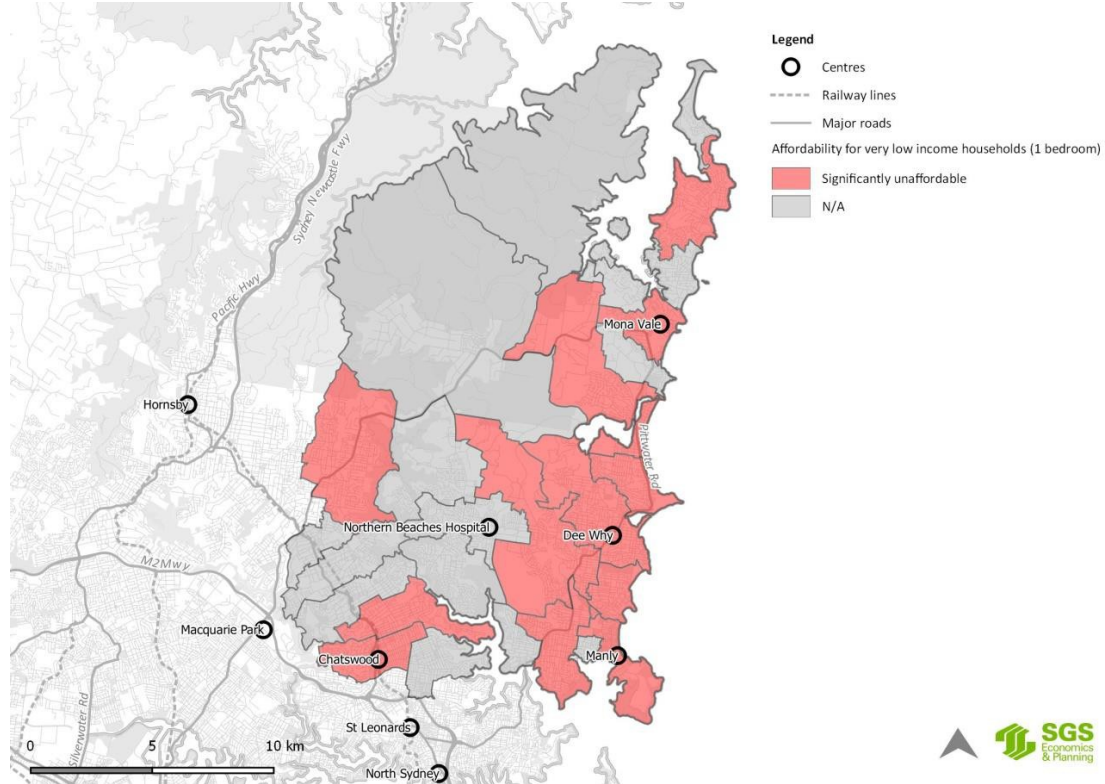 Legend
Centres
Railway lines
Major roads
Affordability for very low income households (1 bedroom)
Significantly unaffordable
N/A
Sydney Newcastle Fwy
Pacific Hwy
Mona Vale
Hornsby
Pittwater Rd
Northern Beaches Hospital
Dee Why
M2Mwy
Macquarie Park
Chatswood
Manly
Silverwater Rd
St Leonards
North Sydney
0 5 10 km
SGS
Economics
& Planning